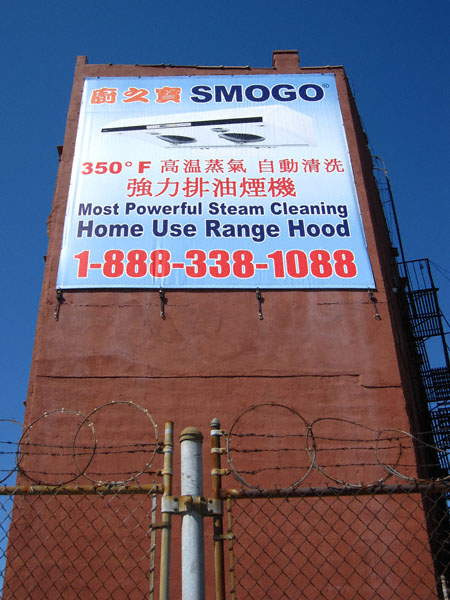 廚之寶 SMOGO®
350°F 高温蒸氣 自動清洗
強力排油煙機
Most Powerful Steam Cleaning
Home Use Range Hood
1-888-338-1088